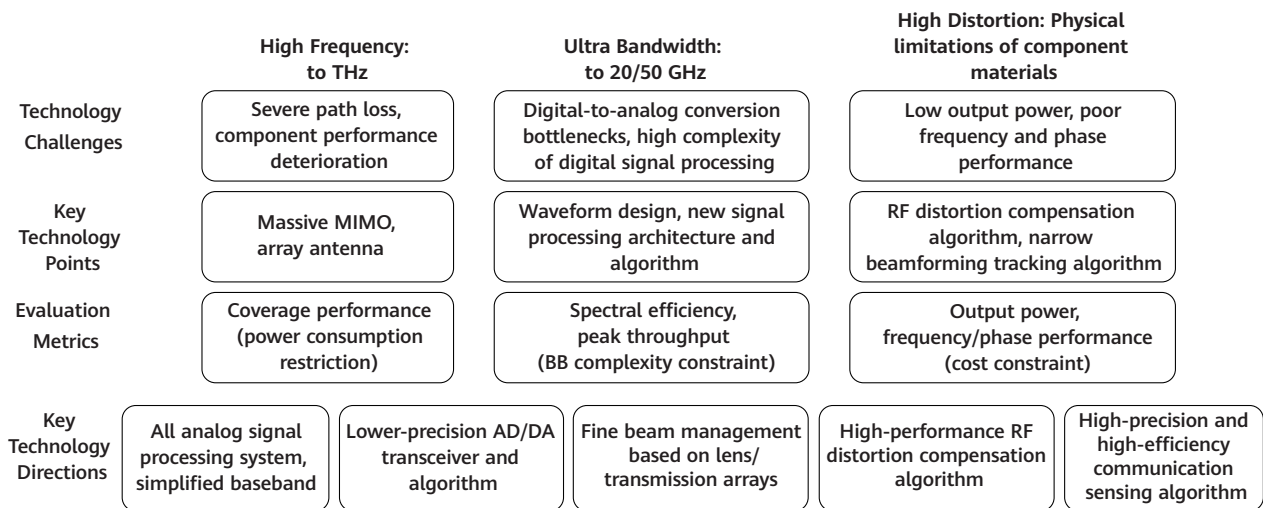 High Frequency:
to THz
Ultra Bandwidth:
to 20/50 GHz
High Distortion: Physical
limitations of component
materials
Technology
Challenges
Severe path loss,
component performance
deterioration
Digital-to-analog conversion
bottlenecks, high complexity
of digital signal processing
Low output power, poor
frequency and phase
performance
Key
Technology
Points
Massive MIMO,
array antenna
Waveform design, new signal
processing architecture and
algorithm
RF distortion compensation
algorithm, narrow
beamforming tracking algorithm
Evaluation
Metrics
Coverage performance
(power consumption
restriction)
Spectral efficiency,
peak throughput
(BB complexity constraint)
Output power,
frequency/phase performance
(cost constraint)
Key
Technology
Directions
All analog signal
processing system,
simplified baseband
Lower-precision AD/DA
transceiver and
algorithm
Fine beam management
based on lens/
transmission arrays
High-performance RF
distortion compensation
algorithm
High-precision and
high-efficiency
communication
sensing algorithm